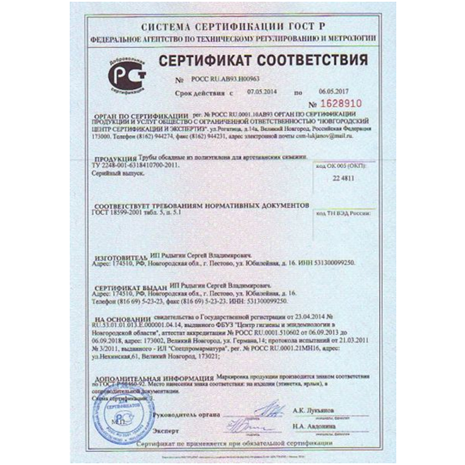 СИСТЕМА СЕРТИФИКАЦИИ ГОСТ Р
ФЕДЕРАЛЬНОЕ АГЕНТСТВО ПО ТЕХНИЧЕСКОМУ РЕГУЛИРОВАНИЮ И МЕТРОЛОГИИ
Добровольная
сертификация
СЕРТИФИКАТ СООТВЕТСТВИЯ
№ РОСС RU.АВ93.Н00963
Срок действия с 07.05.2014 по 06.05.2017
№ 1628910
ОРГАН ПО СЕРТИФИКАЦИИ рег. № РОСС RU.0001.10АВ93 ОРГАН ПО СЕРТИФИКАЦИИ
ПРОДУКЦИИ И УСЛУГ ОБЩЕСТВО С ОГРАНИЧЕННОЙ ОТВЕТСТВЕННОСТЬЮ "НОВГОРОДСКИЙ
ЦЕНТР СЕРТИФИКАЦИИ И ЭКСПЕРТИЗ", Великий Новгород, Российская Федерация
173000. Телефон (8162) 944274, факс (8162) 944231, адрес электронной почты
ПРОДУКЦИЯ Трубы обсадные из полиэтилена для артезианских скважин.
ТУ 2248-001-6318410700-2011.
Серийный выпуск.
код ОК 005 (ОКП):
22 4811
СООТВЕТСТВУЕТ ТРЕБОВАНИЯМ НОРМАТИВНЫХ ДОКУМЕНТОВ
ГОСТ 18599-2001 табл. 5, п. 5.1
код ТН ВЭД России:
ИЗГОТОВИТЕЛЬ ИП Радыгин Сергей Владимирович.
Адрес: 174510, РФ, Новгородская обл., г. Пестово, ул. Юбилейная, д. 16. ИНН 531300099250.
СЕРТИФИКАТ ВЫДАН ИП Радыгин Сергей Владимирович.
Адрес: 174510, РФ, Новгородская обл., г. Пестово, ул. Юбилейная, д. 16. ИНН 531300099250.
Телефон (816 69) 5-23-23, факс (816 69) 5-23-23.
НА ОСНОВАНИИ свидетельства о Государственной регистрации от 23.04.2014 №
RU.53.01.01.013.Е.000001.04.14, выданного ФБУЗ "Центр гигиены и эпидемиологии в
Новгородской области", аттестат аккредитации № РОСС RU.0001.510602 от 06.09.2013 до
06.09.2018, адрес: 173002, Великий Новгород, ул. Германа,14; протокола испытаний от 21.03.2011
№ 3/2011, выданного - ИЛ "Спецпромарматура", рег. № РОСС RU.0001.21МН16, адрес:
Великий Новгород, 173021;
ДОПОЛНИТЕЛЬНАЯ ИНФОРМАЦИЯ Маркировка продукции производится знаком соответствия
по ГОСТ Р 50460-92. Место нанесения знака соответствия: на изделии (этикетка, ярлык), в
сопроводительной документации.
Схема сертификации:
Руководитель органа
А.К. Лукьянов
Эксперт
Н.А. Авдонина
М.П.
Сертификат не применяется при обязательной сертификации